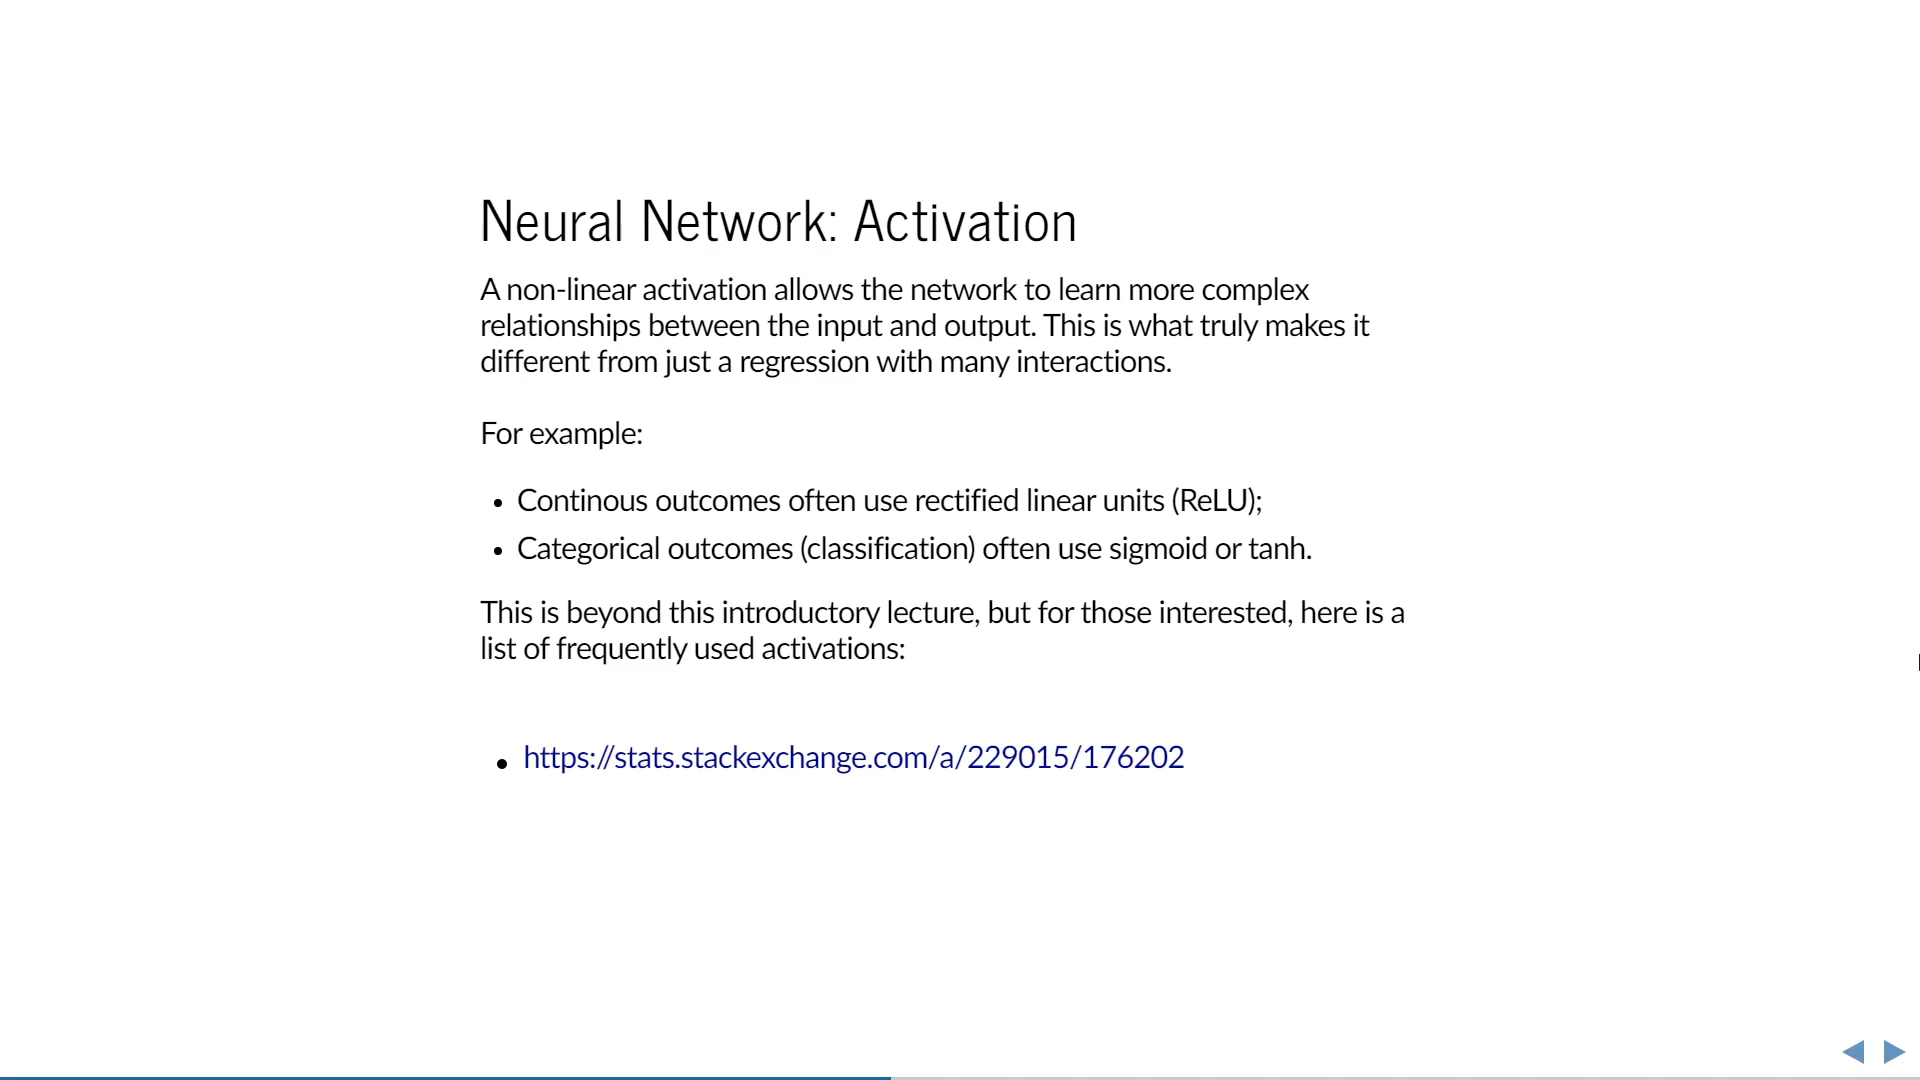 Neural Network: Activation
A non-linear activation allows the network to learn more complex
relationships between the input and output. This is what truly makes it
different from just a regression with many interactions.
For example:
• Continous outcomes often use rectified linear units (ReLU);
• Categorical outcomes (classification) often use sigmoid or tanh.
This is beyond this introductory lecture, but for those interested, here is a
list of frequently used activations:
• https://stats.stackexchange.com/a/229015/176202